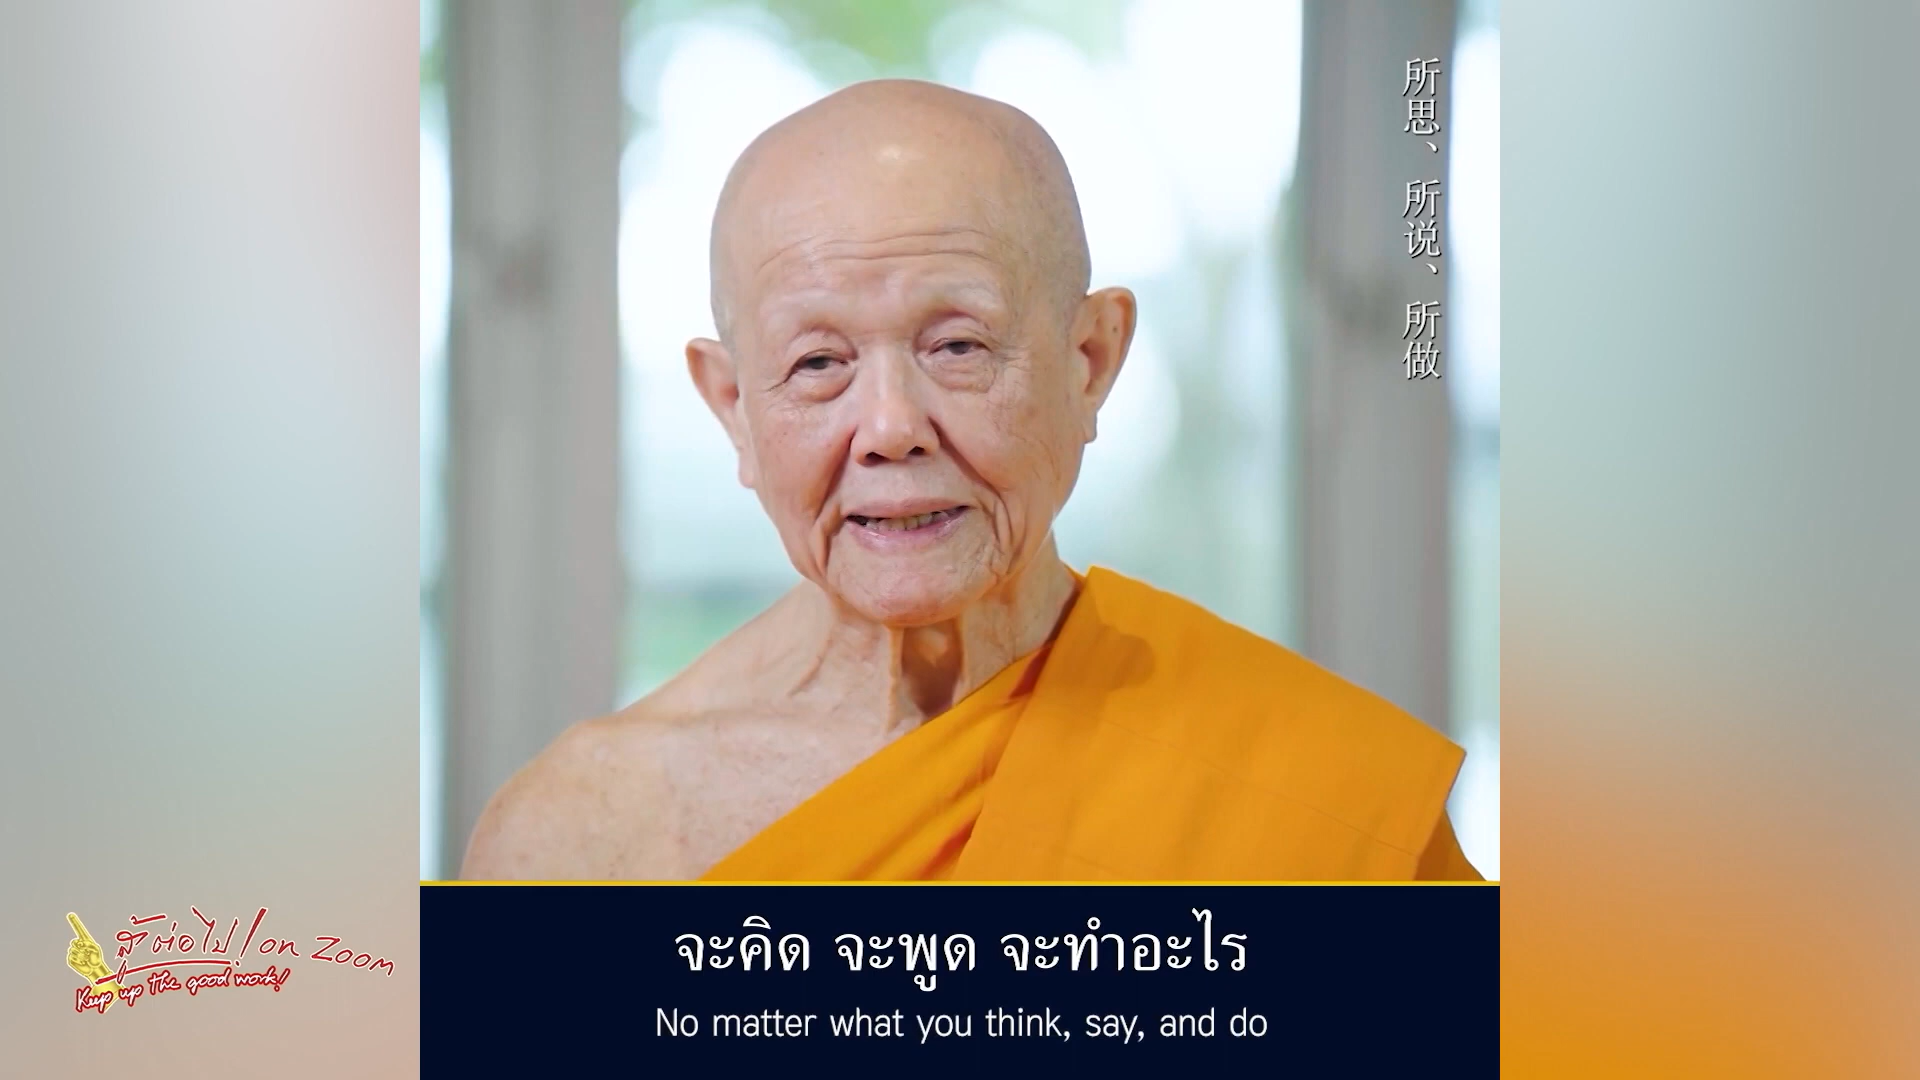 所思、所说、所做
สู้ต่อไป! on Zoom
Keep up the good work!
จะคิด จะพูด จะทำอะไร
No matter what you think, say, and do